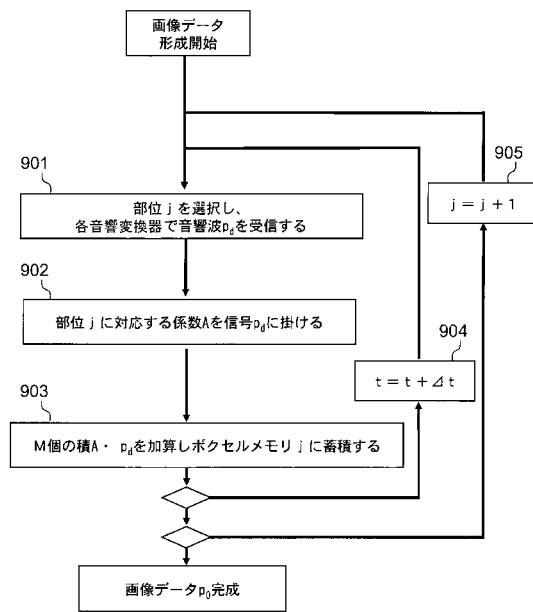 画像データ
形成開始
901
部位jを選択し、
各音響変換器で音響波pdを受信する
905
j＝j＋1
902
部位jに対応する係数Aを信号pdに掛ける
904
t＝t＋Δt
903
M個の積A・pdを加算しボクセルメモリjに蓄積する
画像データp0完成